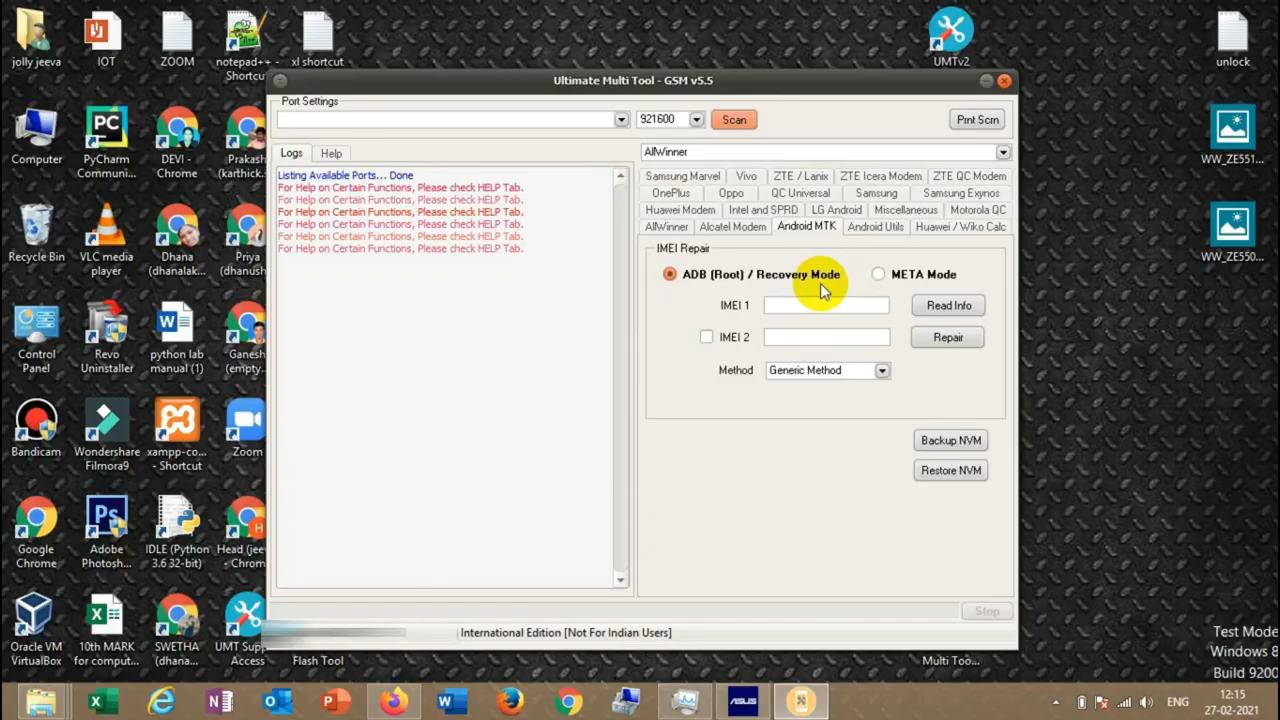 jolly jeeva
IOT
ZOOM
notepad++ -
Shortcu
xl shortcut
UMTv2
unlock
Ultimate Multi Tool - GSM v5.5
Port Settings
921600
Scan
Prnt Scrn
Computer
PyCharm
Communi...
DEVI -
Chrome
Prakash
(karthick.
WW_ZE551...
Logs
Help
AllWinner
Samsung Marvel
Vivo
ZTE / Lanix
ZTE Icera Modem
ZTE QC Modem
OnePlus
Oppo
QC Universal
Samsung
Samsung Exynos
Huawei Modem
Intel and SPRD
LG Android
Miscellaneous
Motorola QC
AllWinner
Alcatel Modem
Android MTK
Android Utils
Huawei / Wiko Calc
Listing Available Ports... Done
For Help on Certain Functions, Please check HELP Tab.
For Help on Certain Functions, Please check HELP Tab.
For Help on Certain Functions, Please check HELP Tab.
For Help on Certain Functions, Please check HELP Tab.
For Help on Certain Functions, Please check HELP Tab.
For Help on Certain Functions, Please check HELP Tab.
Recycle Bin
VLC media
player
Dhana
(dhanalak...
Priya
(dhanush
WW_ZE550...
IMEI Repair
ADB (Root) / Recovery Mode
META Mode
IMEI 1
Read Info
IMEI 2
Repair
Method
Generic Method
Backup NVM
Restore NVM
Control
Panel
Revo
Uninstaller
python lab
manual (1)
Ganesh
(empty.
Bandicam
Wondershare
Filmora9
xampp-co...
- Shortcut
Zoom
Google
Chrome
Ps
Adobe
Photosh...
IDLE (Python
3.6 32-bit)
H
Head (jee
- Chrom
Stop
International Edition [Not For Indian Users]
Oracle VM
VirtualBox
10th MARK
for comput...
SWETHA
(dhana...
UMT Sup
Access
Flash Tool
Multi Too...
Test Mode
Windows 8
Build 9200
ASUS
ENG
12:15
27-02-2021